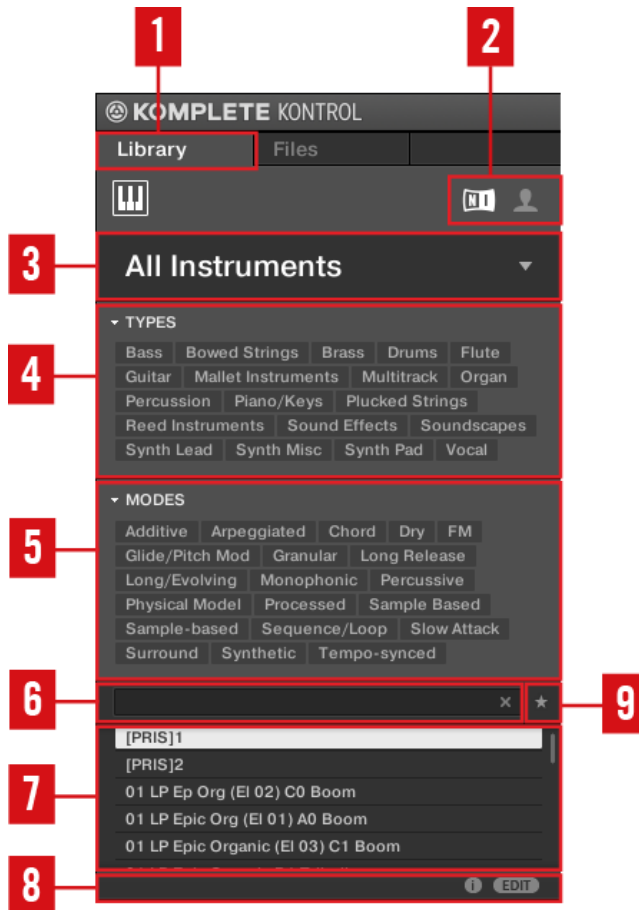 1
2
KOMPLETE KONTROL
Library Files
NI
3
All Instruments
TYPES
4
Bass Bowed Strings Brass Drums Flute
Guitar Mallet Instruments Multitrack Organ
Percussion Piano/Keys Plucked Strings
Reed Instruments Sound Effects Soundscapes
Synth Lead Synth Misc Synth Pad Vocal
MODES
5
Additive Arpeggiated Chord Dry FM
Glide/Pitch Mod Granular Long Release
Long/Evolving Monophonic Percussive
Physical Model Processed Sample Based
Sample-based Sequence/Loop Slow Attack
Surround Synthetic Tempo-synced
6
9
[PRIS]1
[PRIS]2
7
01 LP Ep Org (EI 02) C0 Boom
01 LP Epic Org (EI 01) A0 Boom
01 LP Epic Organic (EI 03) C1 Boom
8
i EDIT